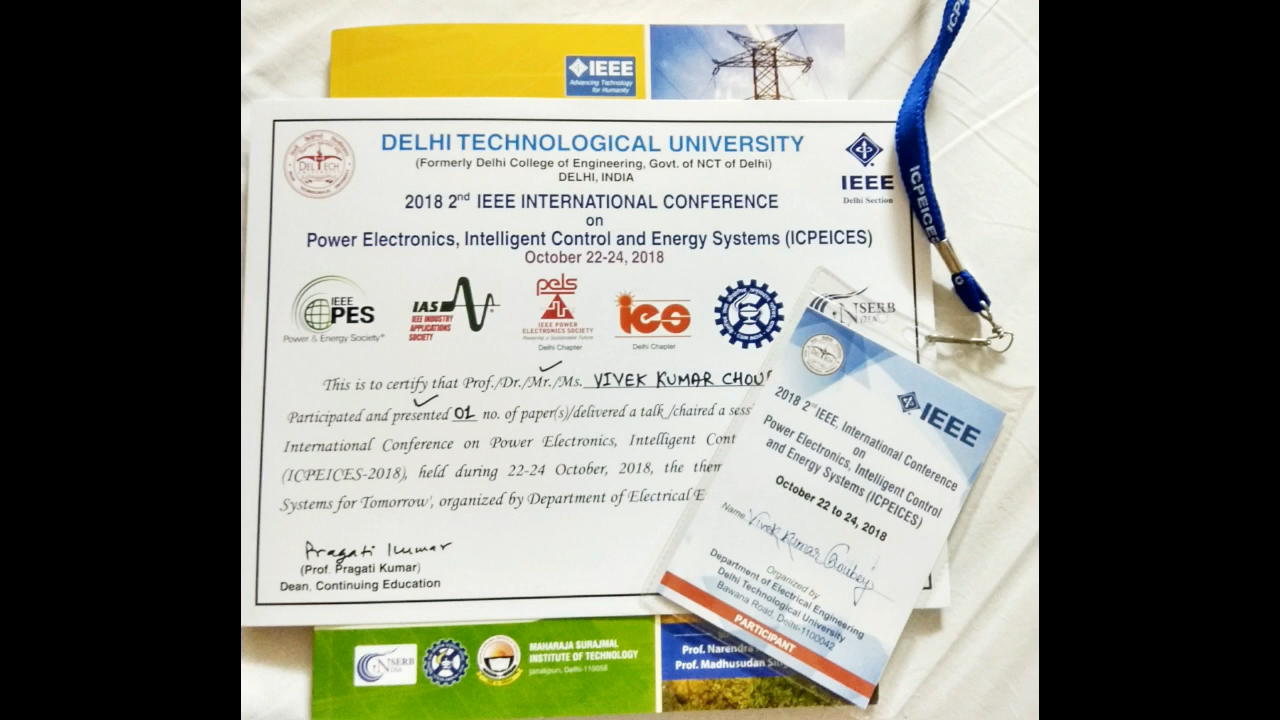 IEEE
Advancing Technology
for Humanity
DELHI TECHNOLOGICAL UNIVERSITY
(Formerly Delhi College of Engineering, Govt. of NCT of Delhi)
DELHI, INDIA
2018 2nd IEEE INTERNATIONAL CONFERENCE
on
Power Electronics, Intelligent Control and Energy Systems (ICPEICES)
October 22-24, 2018
DELTECH
IEEE
Delhi Section
IEEE
PES
Power & Energy Society
IAS
IEEE INDUSTRY
APPLICATIONS
SOCIETY
pels
IEEE POWER
ELECTRONICS SOCIETY
Powering a Sustainable Future
Delhi Chapter
ies
Delhi Chapter
This is to certify that Prof./Dr./Mr./Ms. VIVEK KUMAR
Participated and presented 01 no. of paper(s)/delivered a talk /chaired a
International Conference on Power Electronics, Intelligent
(ICPEICES-2018), held during 22-24 October, 2018, the
Systems for Tomorrow', organized by Department of Electrical
Pragati Kumar
(Prof. Pragati Kumar)
Dean, Continuing Education
ICPEICES
SERB
INDIA
IEEE
2018 2nd IEEE, International Conference
on
Power Electronics, Intelligent Control
and Energy Systems (ICPEICES)
October 22 to 24, 2018
Name Vivek Kumar Choubey
Organized by
Department of Electrical Engineering
Delhi Technological University
Bawana Road, Delhi-1100042
PARTICIPANT
SERB
INDIA
MAHARAJA SURAJMAL
INSTITUTE OF TECHNOLOGY
Janakpuri, Delhi-110058
Prof. Narendra
Prof. Madhusudan